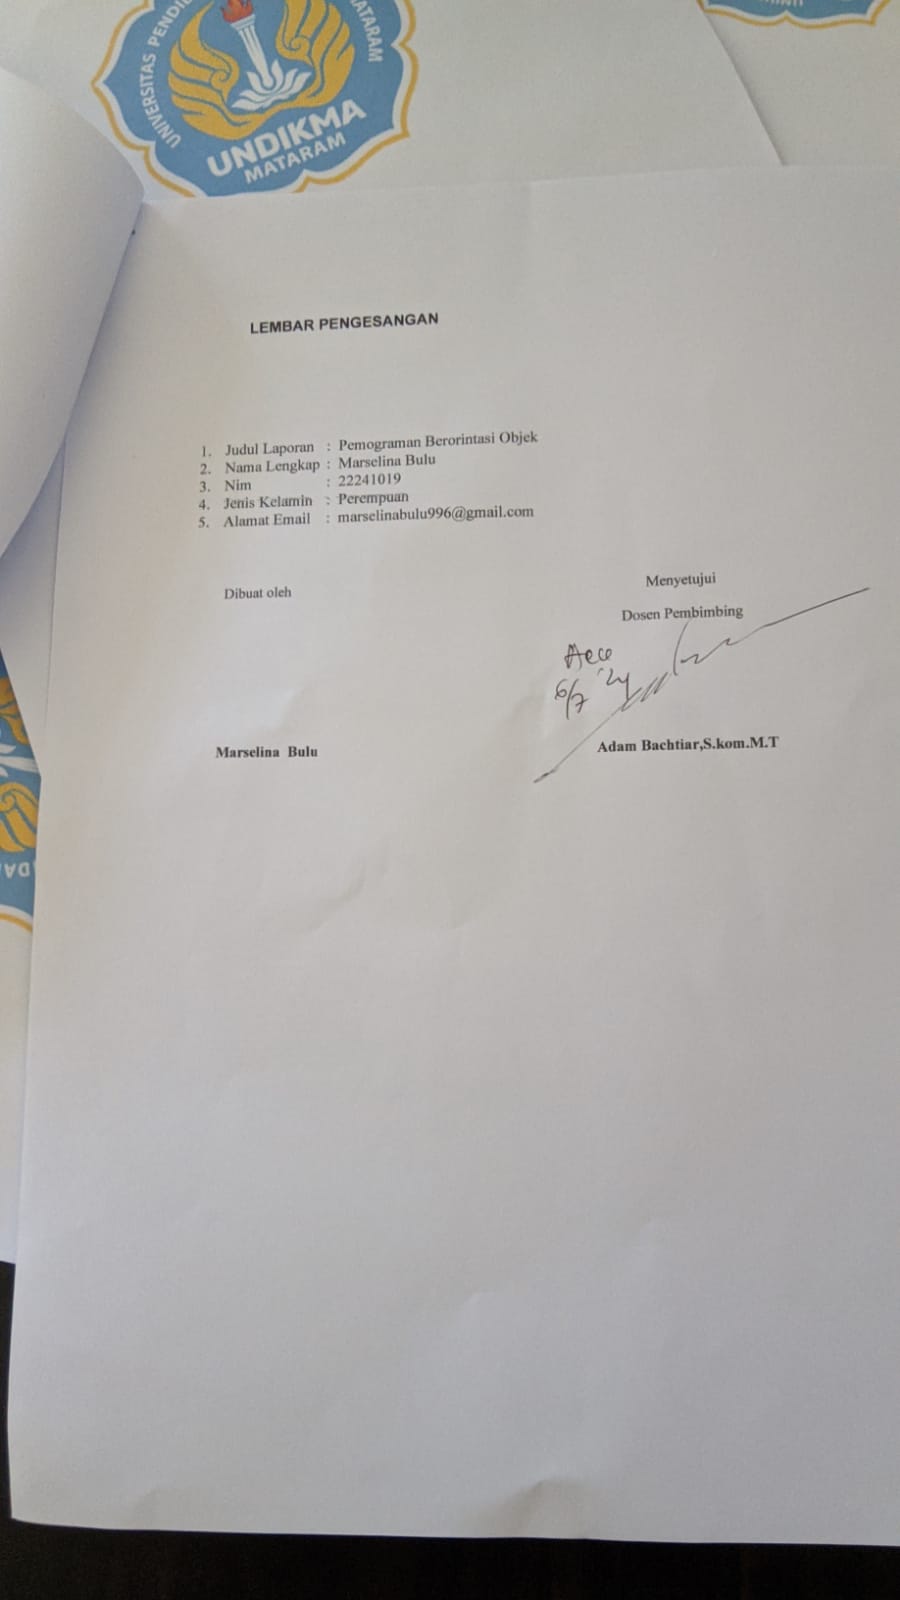 UNIVERSITAS PENDI
MATARAM
UNDIKMA
MATARAM
LEMBAR PENGESANGAN
1. Judul Laporan : Pemograman Berorintasi Objek
2. Nama Lengkap : Marselina Bulu
3. Nim : 22241019
4. Jenis Kelamin : Perempuan
5. Alamat Email : marselinabulu996@gmail.com
Dibuat oleh
Menyetujui
Dosen Pembimbing
6/7 '24
Marselina Bulu
Adam Bachtiar,S.kom.M.T